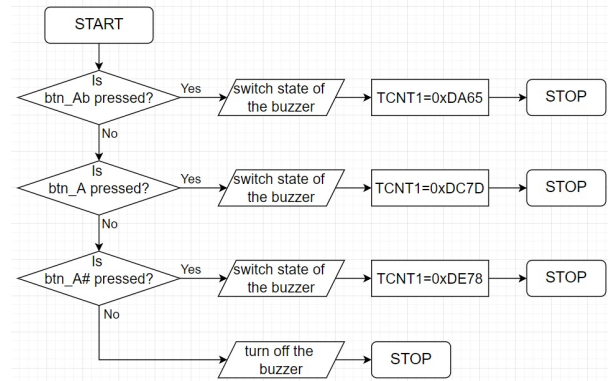 START
Is
btn_Ab pressed?
Yes
switch state of
the buzzer
TCNT1=0xDA65
STOP
No
Is
btn_A pressed?
Yes
switch state of
the buzzer
TCNT1=0xDC7D
STOP
No
Is
btn_A# pressed?
Yes
switch state of
the buzzer
TCNT1=0xDE78
STOP
No
turn off the
buzzer
STOP